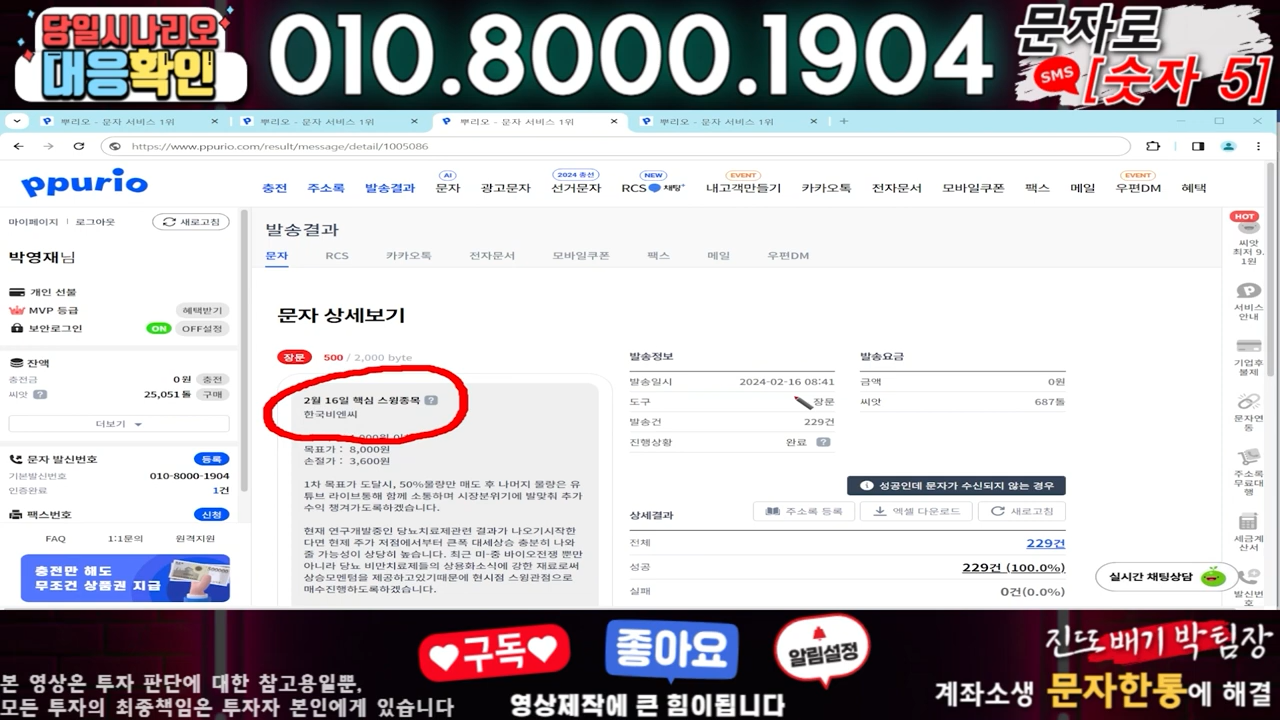 당일시나리오
대응확인
010.8000.1904
문자로
SMS [숫자 5]
뿌리오 - 문자 서비스 1위
뿌리오 - 문자 서비스 1위
뿌리오 - 문자 서비스 1위
뿌리오 - 문자 서비스 1위
https://www.ppurio.com/result/message/detail/1005086
ppurio
AI
2024 총선
NEW
EVENT
EVENT
충전 주소록 발송결과 문자 광고문자 선거문자 RCS 채팅+ 내고객만들기 카카오톡 전자문서 모바일쿠폰 팩스 메일 우편DM 혜택
마이페이지 로그아웃 새로고침
박영재님
개인 선불
MVP 등급 혜택받기
보안로그인 ON OFF설정
잔액
충전금 0원 충전
씨앗 ? 25,051톨 구매
더보기
문자 발신번호 등록
기본발신번호 010-8000-1904
인증완료 1건
팩스번호 신청
FAQ 1:1문의 원격지원
충전만 해도
무조건 상품권 지급
발송결과
문자 RCS 카카오톡 전자문서 모바일쿠폰 팩스 메일 우편DM
문자 상세보기
장문 500 / 2,000 byte
2월 16일 핵심 스윙종목 ?
한국비엔씨
목표가 : 8,000원
손절가 : 3,600원
1차 목표가 도달시, 50%물량만 매도 후 나머지 물량은 유
튜브 라이브통해 함께 소통하며 시장분위기에 발맞춰 추가
수익 챙겨가도록하겠습니다.
현재 연구개발중인 당뇨치료제관련 결과가 나오기시작한
다면 현재 주가 저점에서부터 큰폭 대세상승 충분히 나와
줄 가능성이 상당히 높습니다. 최근 미·중 바이오전쟁 뿐만
아니라 당뇨 비만치료제들의 상용화소식에 강한 재료로써
상승모멘텀을 제공하고있기때문에 현시점 스윙관점으로
매수진행하도록하겠습니다.
발송정보
발송일시 2024-02-16 08:41
도구 장문
발송건 229건
진행상황 완료 ?
발송요금
금액 0원
씨앗 687톨
성공인데 문자가 수신되지 않는 경우
상세결과 주소록 등록 엑셀 다운로드 새로고침
전체 229건
성공 229건 (100.0%)
실패 0건(0.0%)
실시간 채팅상담
HOT
씨앗
최저 9.
1원
서비스
안내
기업후
불제
문자연
동
주소록
무료대
행
세금계
산서
발신번
호
구독
좋아요
알림설정
영상제작에 큰 힘이됩니다
본 영상은 투자 판단에 대한 참고용일뿐,
모든 투자의 최종책임은 투자자 본인에게 있습니다
진또배기 박팀장
계좌소생 문자한통에 해결